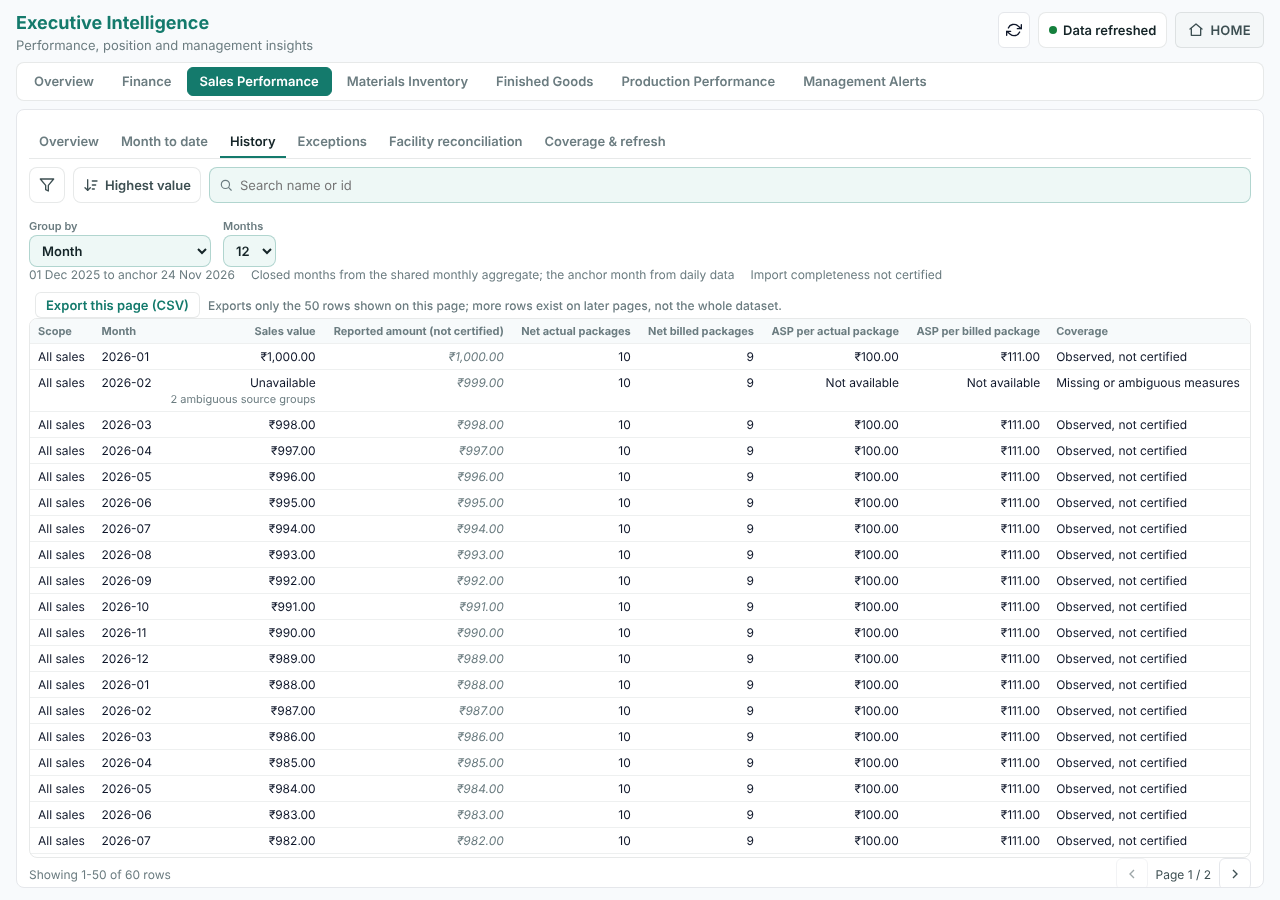 Executive Intelligence
Performance, position and management insights
Data refreshed
HOME
Overview Finance Sales Performance Materials Inventory Finished Goods Production Performance Management Alerts
Overview Month to date History Exceptions Facility reconciliation Coverage & refresh
Highest value
Search name or id
Group by Months
Month 12
01 Dec 2025 to anchor 24 Nov 2026 Closed months from the shared monthly aggregate; the anchor month from daily data Import completeness not certified
Export this page (CSV) Exports only the 50 rows shown on this page; more rows exist on later pages, not the whole dataset.
Scope Month Sales value Reported amount (not certified) Net actual packages Net billed packages ASP per actual package ASP per billed package Coverage
All sales 2026-01 ₹1,000.00 ₹1,000.00 10 9 ₹100.00 ₹111.00 Observed, not certified
All sales 2026-02 Unavailable ₹999.00 10 9 Not available Not available Missing or ambiguous measures
2 ambiguous source groups
All sales 2026-03 ₹998.00 ₹998.00 10 9 ₹100.00 ₹111.00 Observed, not certified
All sales 2026-04 ₹997.00 ₹997.00 10 9 ₹100.00 ₹111.00 Observed, not certified
All sales 2026-05 ₹996.00 ₹996.00 10 9 ₹100.00 ₹111.00 Observed, not certified
All sales 2026-06 ₹995.00 ₹995.00 10 9 ₹100.00 ₹111.00 Observed, not certified
All sales 2026-07 ₹994.00 ₹994.00 10 9 ₹100.00 ₹111.00 Observed, not certified
All sales 2026-08 ₹993.00 ₹993.00 10 9 ₹100.00 ₹111.00 Observed, not certified
All sales 2026-09 ₹992.00 ₹992.00 10 9 ₹100.00 ₹111.00 Observed, not certified
All sales 2026-10 ₹991.00 ₹991.00 10 9 ₹100.00 ₹111.00 Observed, not certified
All sales 2026-11 ₹990.00 ₹990.00 10 9 ₹100.00 ₹111.00 Observed, not certified
All sales 2026-12 ₹989.00 ₹989.00 10 9 ₹100.00 ₹111.00 Observed, not certified
All sales 2026-01 ₹988.00 ₹988.00 10 9 ₹100.00 ₹111.00 Observed, not certified
All sales 2026-02 ₹987.00 ₹987.00 10 9 ₹100.00 ₹111.00 Observed, not certified
All sales 2026-03 ₹986.00 ₹986.00 10 9 ₹100.00 ₹111.00 Observed, not certified
All sales 2026-04 ₹985.00 ₹985.00 10 9 ₹100.00 ₹111.00 Observed, not certified
All sales 2026-05 ₹984.00 ₹984.00 10 9 ₹100.00 ₹111.00 Observed, not certified
All sales 2026-06 ₹983.00 ₹983.00 10 9 ₹100.00 ₹111.00 Observed, not certified
All sales 2026-07 ₹982.00 ₹982.00 10 9 ₹100.00 ₹111.00 Observed, not certified
Showing 1-50 of 60 rows Page 1 / 2